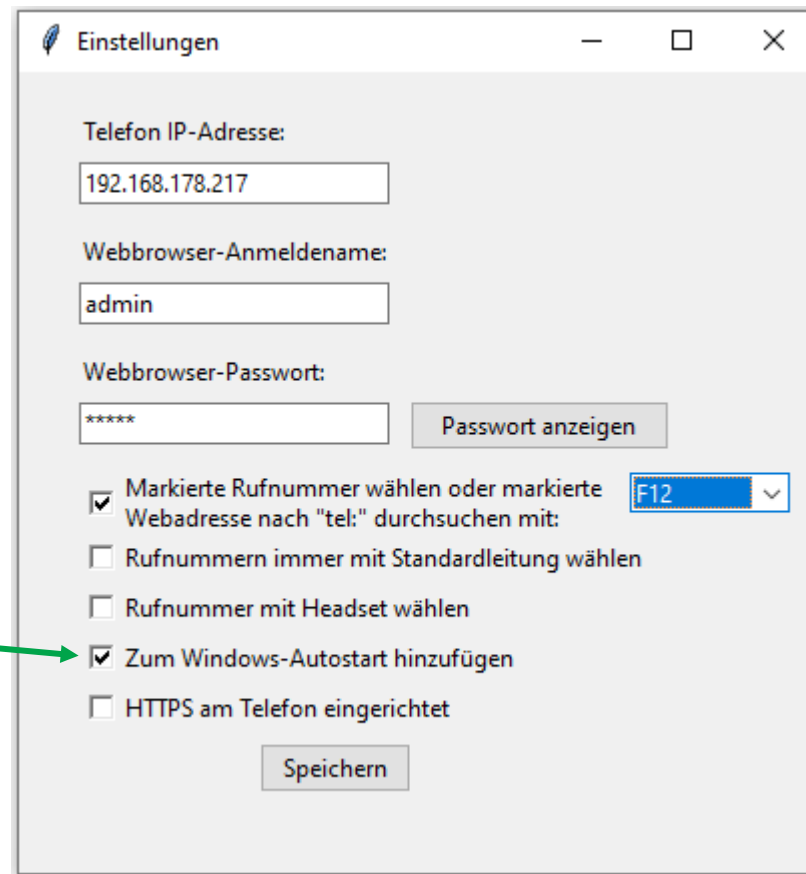 Einstellungen
Telefon IP-Adresse:
192.168.178.217
Webbrowser-Anmeldename:
admin
Webbrowser-Passwort:
*****
Passwort anzeigen
Markierte Rufnummer wählen oder markierte
Webadresse nach "tel:" durchsuchen mit:
F12
Rufnummern immer mit Standardleitung wählen
Rufnummer mit Headset wählen
Zum Windows-Autostart hinzufügen
HTTPS am Telefon eingerichtet
Speichern